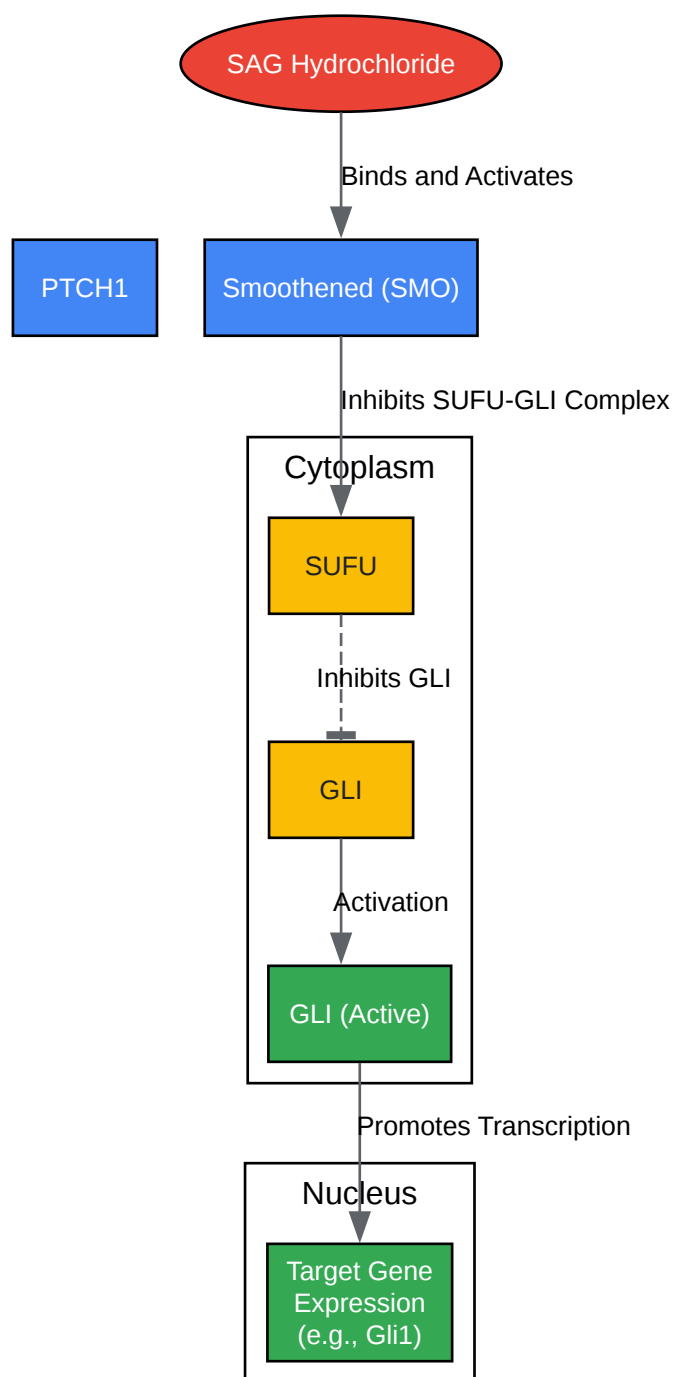 SAG Hydrochloride
Binds and Activates
PTCH1
Smoothened (SMO)
Inhibits SUFU-GLI Complex
Cytoplasm
SUFU
Inhibits GLI
GLI
Activation
GLI (Active)
Promotes Transcription
Nucleus
Target Gene
Expression
(e.g., Gli1)